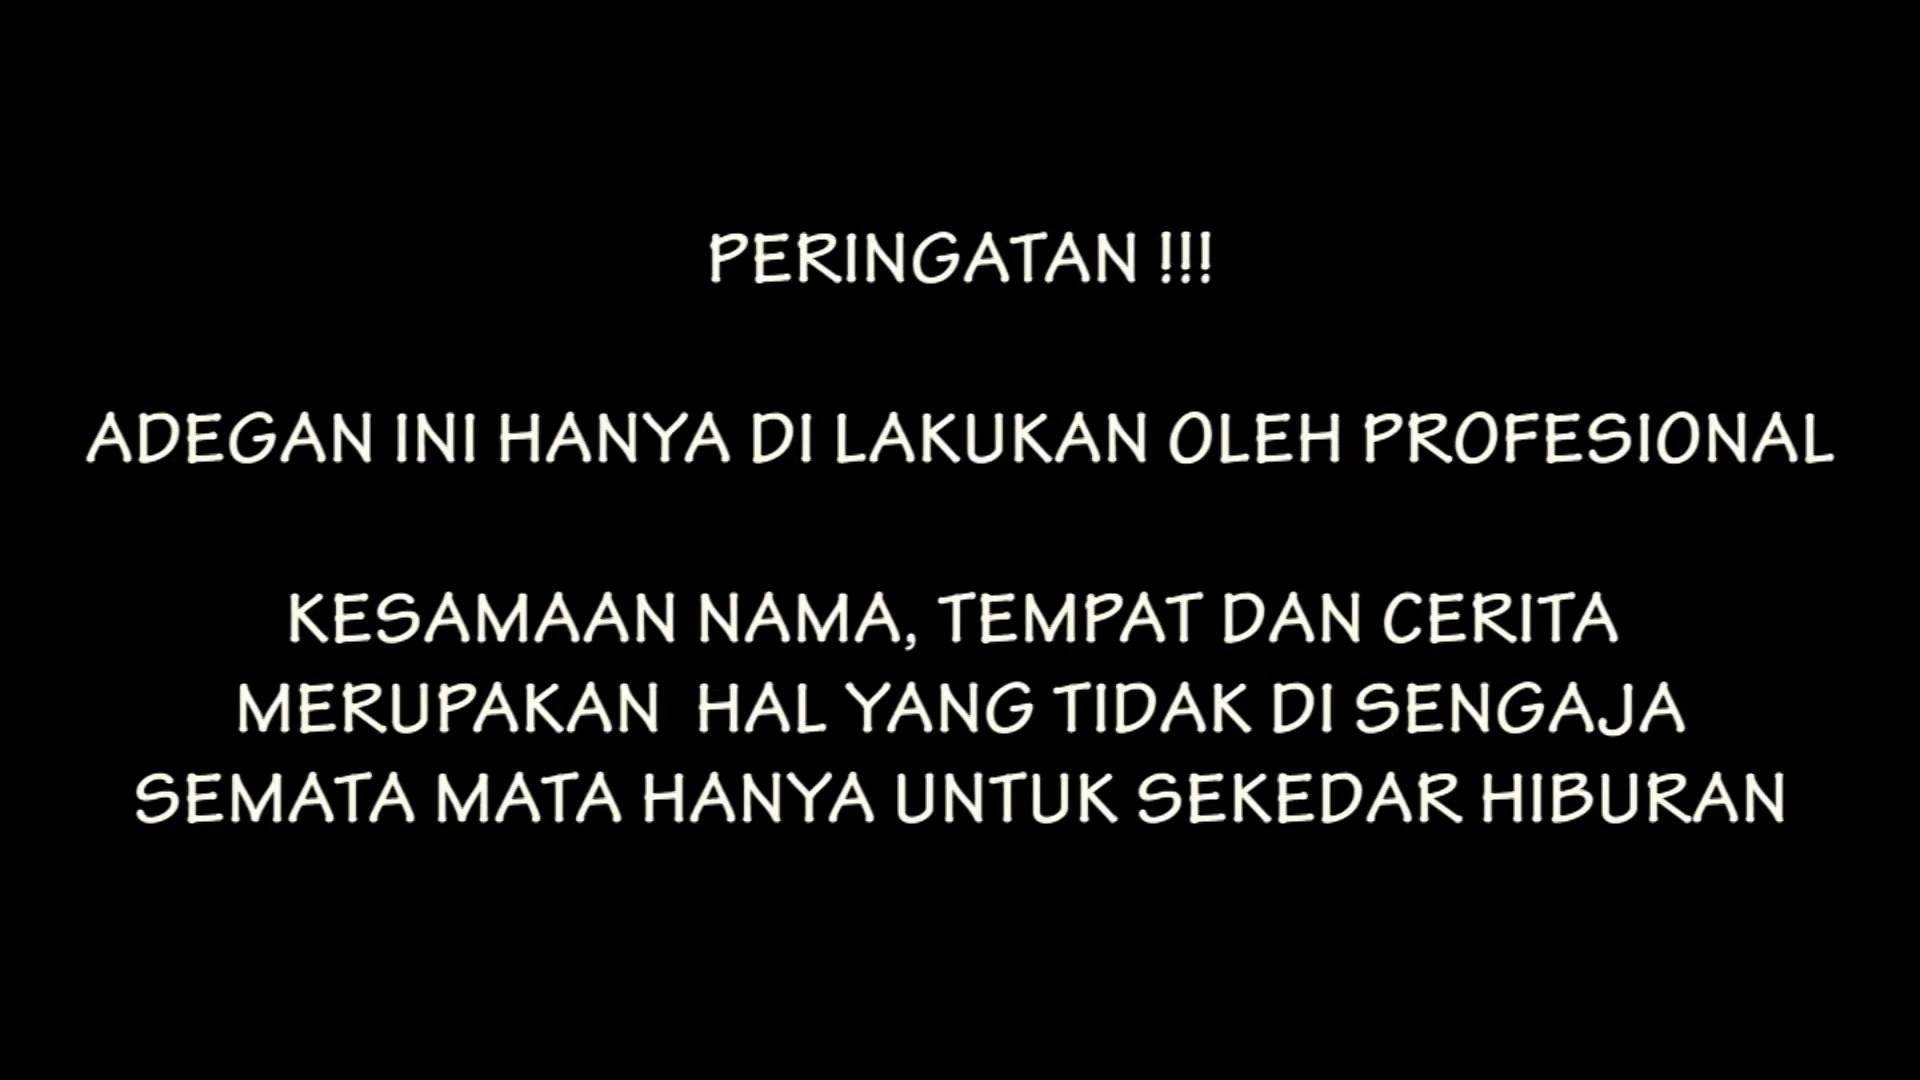 PERINGATAN !!!
ADEGAN INI HANYA DI LAKUKAN OLEH PROFESIONAL
KESAMAAN NAMA, TEMPAT DAN CERITA
MERUPAKAN  HAL YANG TIDAK DI SENGAJA
SEMATA MATA HANYA UNTUK SEKEDAR HIBURAN